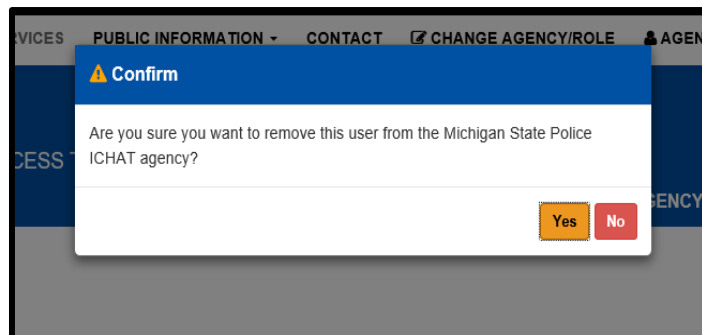 RVICES PUBLIC INFORMATION CONTACT CHANGE AGENCY/ROLE AGEN
Confirm
Are you sure you want to remove this user from the Michigan State Police
ICHAT agency?
CESS
GENCY
Yes No